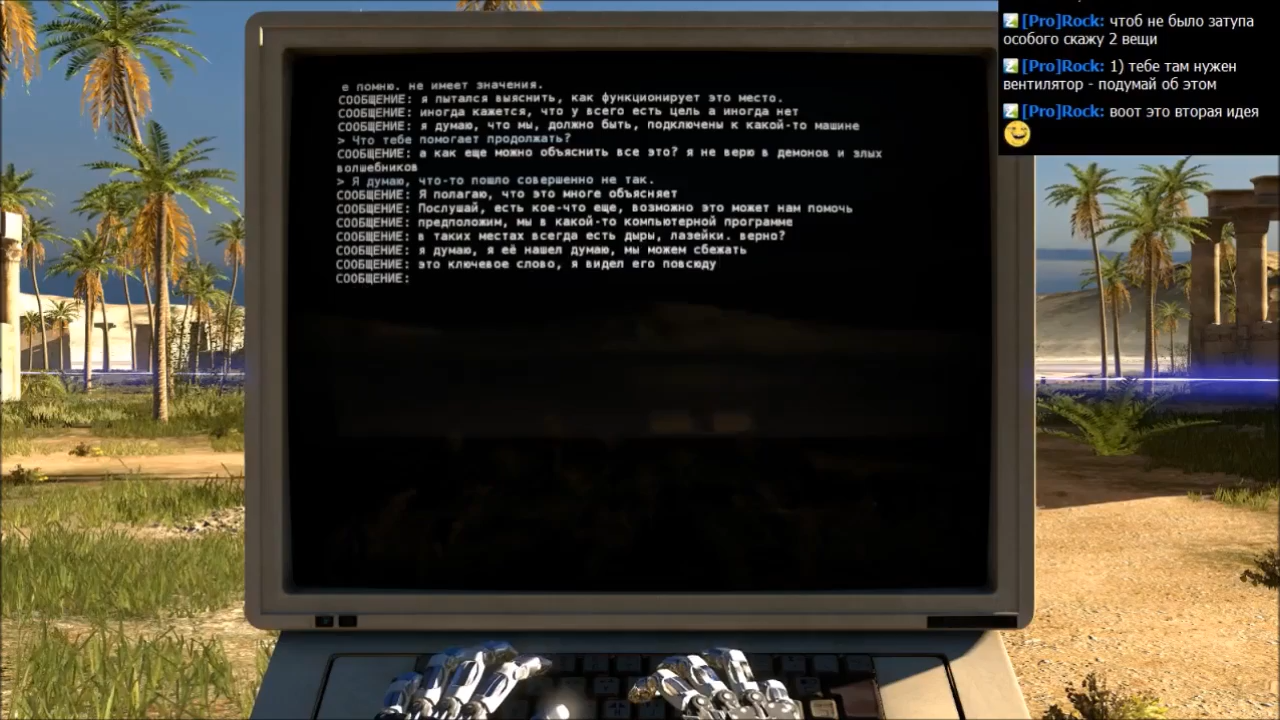 е помню. не имеет значения.
СООБЩЕНИЕ: я пытался выяснить, как функционирует это место.
СООБЩЕНИЕ: иногда кажется, что у всего есть цель а иногда нет
СООБЩЕНИЕ: я думаю, что мы, должно быть, подключены к какой-то машине
> Что тебе помогает продолжать?
СООБЩЕНИЕ: а как еще можно объяснить все это? я не верю в демонов и злых
волшебников
> Я думаю, что-то пошло совершенно не так.
СООБЩЕНИЕ: Я полагаю, что это многе объясняет
СООБЩЕНИЕ: Послушай, есть кое-что еще, возможно это может нам помочь
СООБЩЕНИЕ: предположим, мы в какой-то компьютерной программе
СООБЩЕНИЕ: в таких местах всегда есть дыры, лазейки. верно?
СООБЩЕНИЕ: я думаю, я её нашел думаю, мы можем сбежать
СООБЩЕНИЕ: это ключевое слово, я видел его повсюду
СООБЩЕНИЕ:
[Pro]Rock: чтоб не было затупа
особого скажу 2 вещи
[Pro]Rock: 1) тебе там нужен
вентилятор - подумай об этом
[Pro]Rock: воот это вторая идея